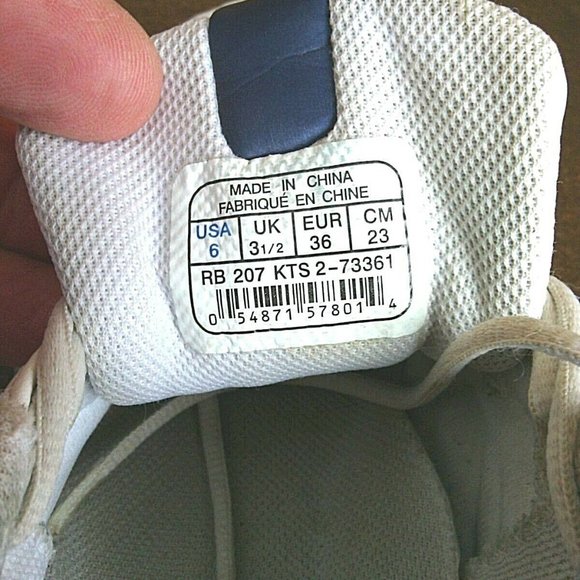 MADE IN CHINA
FABRIQUÉ EN CHINE
USA UK EUR CM
6 3 1/2 36 23
RB 207 KTS 2-73361
0 54871 57801 4